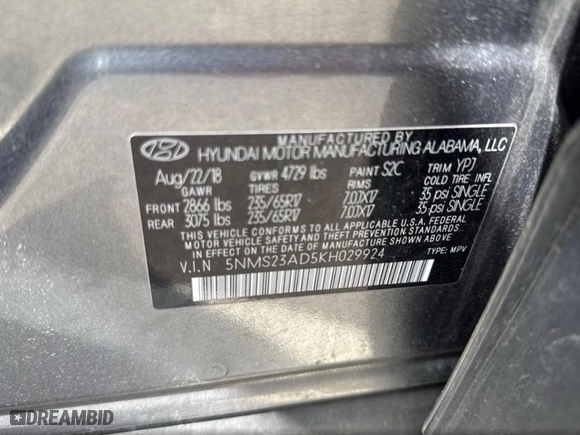 MANUFACTURED BY
HYUNDAI MOTOR MANUFACTURING ALABAMA, LLC
Aug/22/18 GVWR 4729 lbs PAINT S2C TRIM YPJ
GAWR TIRES RIMS COLD TIRE INFL
FRONT 2866 lbs 235/65R17 7.0JX17 35 psi SINGLE
REAR 3075 lbs 235/65R17 7.0JX17 35 psi SINGLE
THIS VEHICLE CONFORMS TO ALL APPLICABLE U.S.A. FEDERAL
MOTOR VEHICLE SAFETY, BUMPER, AND THEFT PREVENTION STANDARDS
IN EFFECT ON THE DATE OF MANUFACTURE SHOWN ABOVE.
V.I.N 5NMS23AD5KH029924 TYPE: MPV
DREAMBID